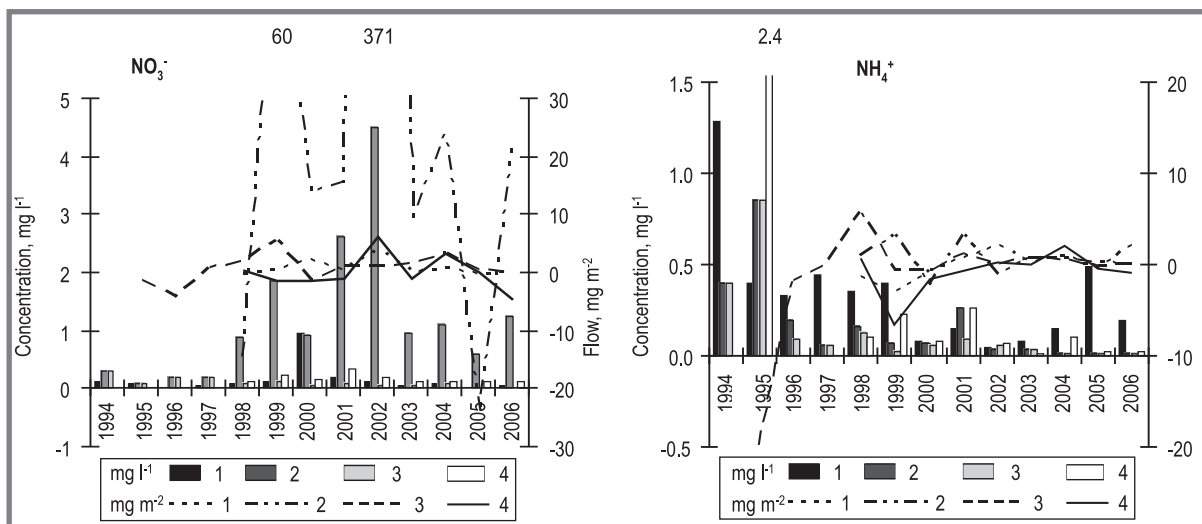 60 371
NO₃⁻
5
4
3
2
1
0
-1
Concentration, mg l⁻¹
30
20
10
0
-10
-20
-30
Flow, mg m⁻²
1994 1995 1996 1997 1998 1999 2000 2001 2002 2003 2004 2005 2006
mg l⁻¹ 1 2 3 4
mg m⁻² 1 2 3 4
2.4
NH₄⁺
1.5
1.0
0.5
0.0
-0.5
Concentration, mg l⁻¹
20
10
0
-10
-20
1994 1995 1996 1997 1998 1999 2000 2001 2002 2003 2004 2005 2006
mg l⁻¹ 1 2 3 4
mg m⁻² 1 2 3 4